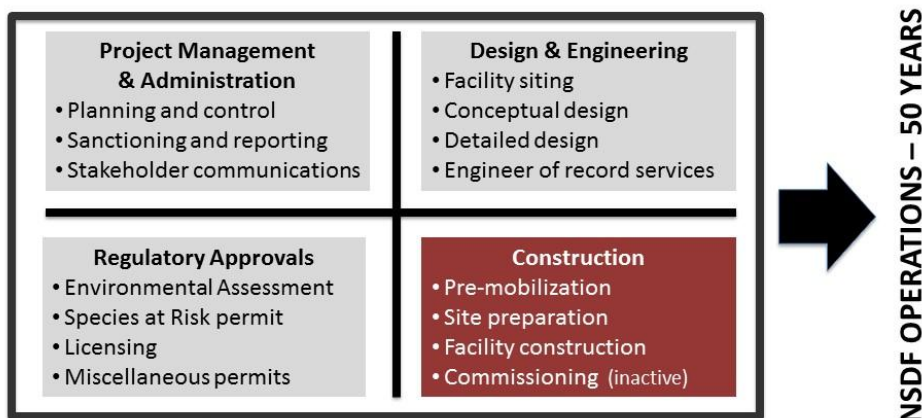 Project Management
& Administration
• Planning and control
• Sanctioning and reporting
• Stakeholder communications
Design & Engineering
• Facility siting
• Conceptual design
• Detailed design
• Engineer of record services
Regulatory Approvals
• Environmental Assessment
• Species at Risk permit
• Licensing
• Miscellaneous permits
Construction
• Pre-mobilization
• Site preparation
• Facility construction
• Commissioning (inactive)
NSDF OPERATIONS – 50 YEARS